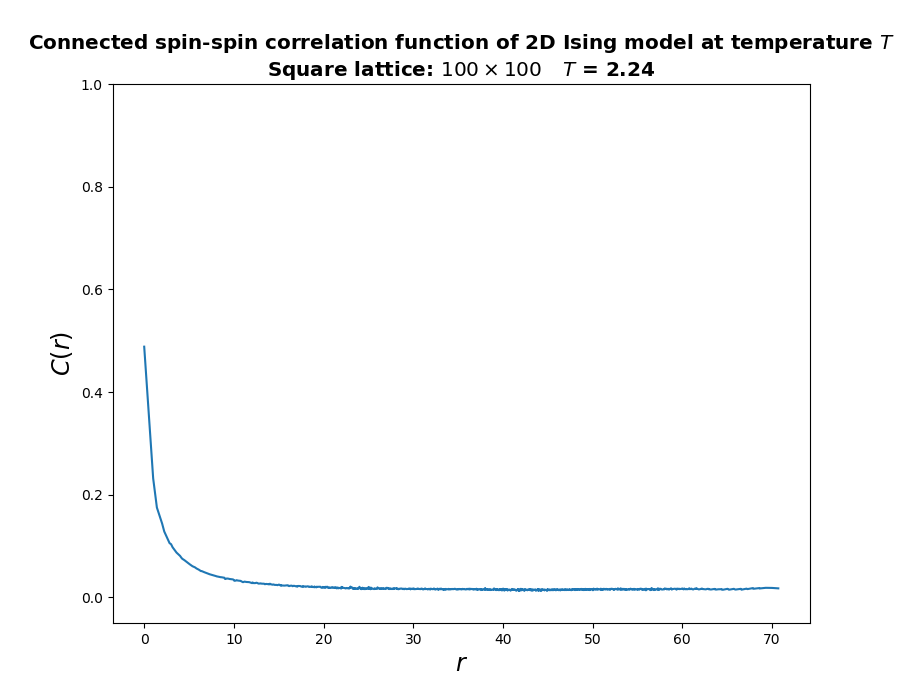 Connected spin-spin correlation function of 2D Ising model at temperature T
Square lattice: 100 × 100 T = 2.24
1.0
0.8
0.6
0.4
0.2
0.0
C(r)
0 10 20 30 40 50 60 70
r